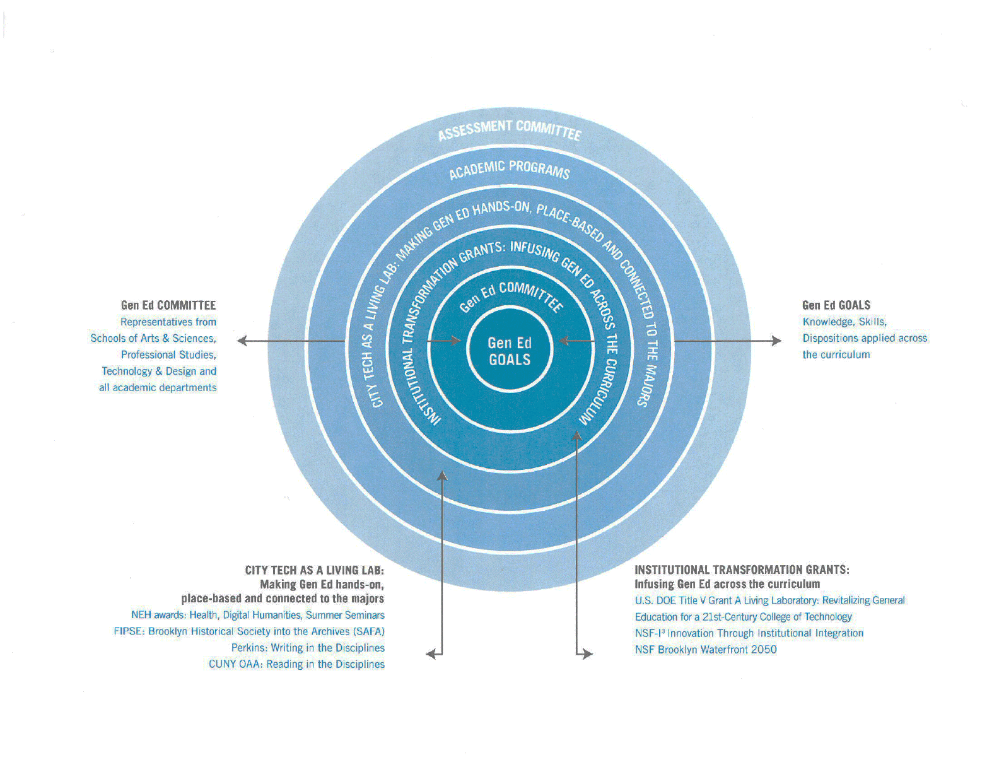 ASSESSMENT COMMITTEE
ACADEMIC PROGRAMS
CITY TECH AS A LIVING LAB: MAKING GEN ED HANDS-ON, PLACE-BASED AND CONNECTED TO THE MAJORS
INSTITUTIONAL TRANSFORMATION GRANTS: INFUSING GEN ED ACROSS THE CURRICULUM
Gen Ed COMMITTEE
Gen Ed
GOALS
Gen Ed COMMITTEE
Representatives from
Schools of Arts & Sciences,
Professional Studies,
Technology & Design and
all academic departments
Gen Ed GOALS
Knowledge, Skills,
Dispositions applied across
the curriculum
CITY TECH AS A LIVING LAB:
Making Gen Ed hands-on,
place-based and connected to the majors
NEH awards: Health, Digital Humanities, Summer Seminars
FIPSE: Brooklyn Historical Society into the Archives (SAFA)
Perkins: Writing in the Disciplines
CUNY OAA: Reading in the Disciplines
INSTITUTIONAL TRANSFORMATION GRANTS:
Infusing Gen Ed across the curriculum
U.S. DOE Title V Grant A Living Laboratory: Revitalizing General
Education for a 21st-Century College of Technology
NSF-I³ Innovation Through Institutional Integration
NSF Brooklyn Waterfront 2050